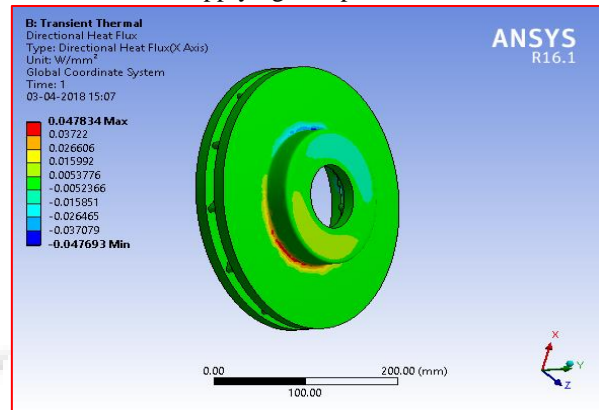 B: Transient Thermal
Directional Heat Flux
Type: Directional Heat Flux(X Axis)
Unit: W/mm²
Global Coordinate System
Time: 1
03-04-2018 15:07
ANSYS
R16.1
0.047834 Max
0.03722
0.026606
0.015992
0.0053776
-0.0052366
-0.015851
-0.026465
-0.037079
-0.047693 Min
0.00
200.00 (mm)
100.00
X
Y
Z